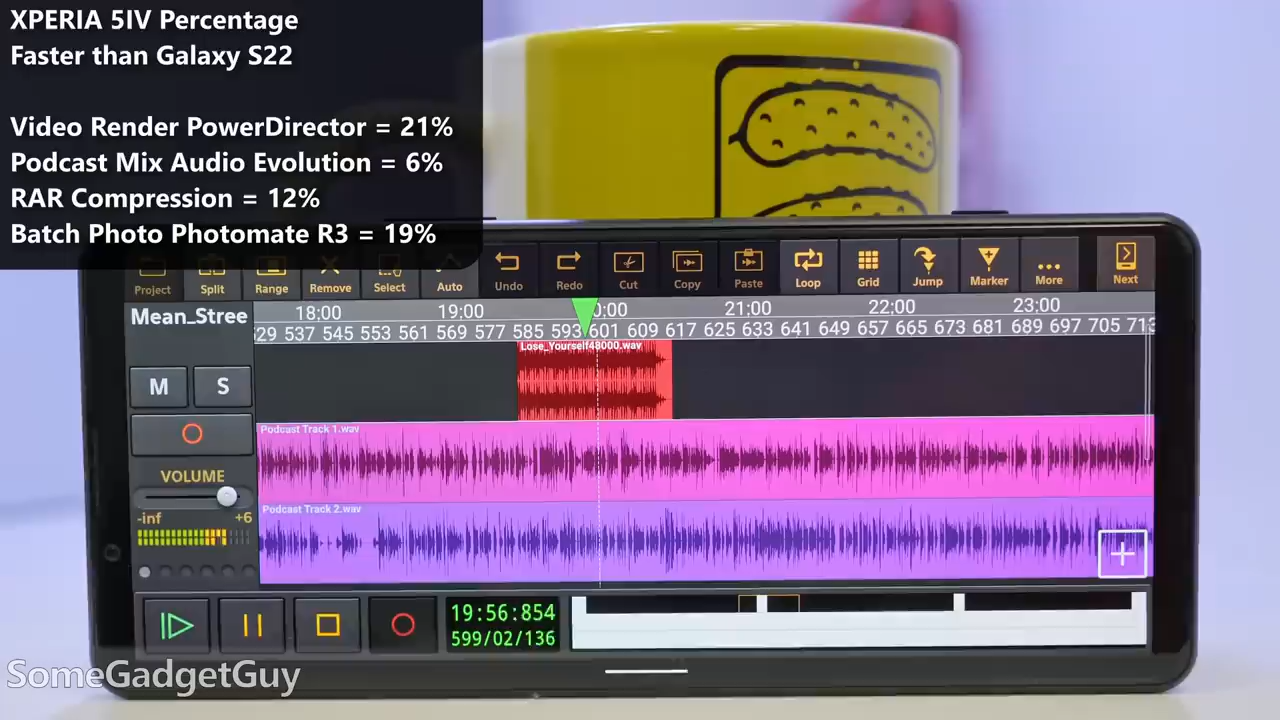 XPERIA 5IV Percentage
Faster than Galaxy S22
Video Render PowerDirector = 21%
Podcast Mix Audio Evolution = 6%
RAR Compression = 12%
Batch Photo Photomate R3 = 19%
Project Split Range Remove Select Auto Undo Redo Cut Copy Paste Loop Grid Jump Marker More Next
Mean_Stree
18:00 19:00 0:00 21:00 22:00 23:00
529 537 545 553 561 569 577 585 593 601 609 617 625 633 641 649 657 665 673 681 689 697 705 713
Lose_Yourself48000.wav
M S
Podcast Track 1.wav
VOLUME
-inf +6
Podcast Track 2.wav
19:56:854
599/02/136
SomeGadgetGuy